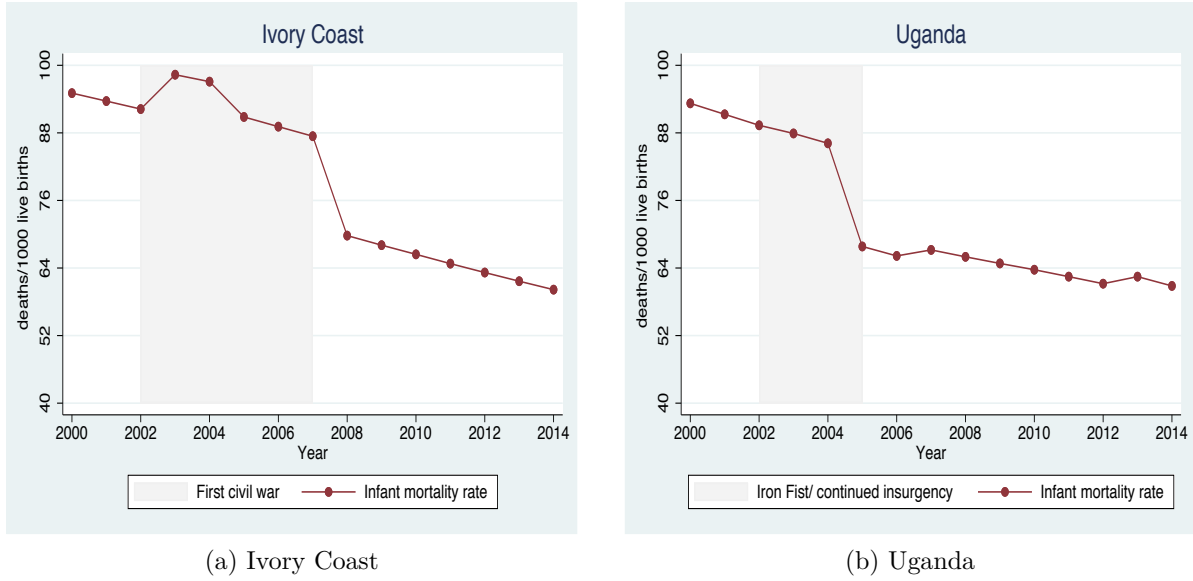 Ivory Coast
deaths/1000 live births
100
88
76
64
52
40
2000 2002 2004 2006 2008 2010 2012 2014
Year
First civil war Infant mortality rate
(a) Ivory Coast
Uganda
deaths/1000 live births
100
88
76
64
52
40
2000 2002 2004 2006 2008 2010 2012 2014
Year
Iron Fist/ continued insurgency Infant mortality rate
(b) Uganda